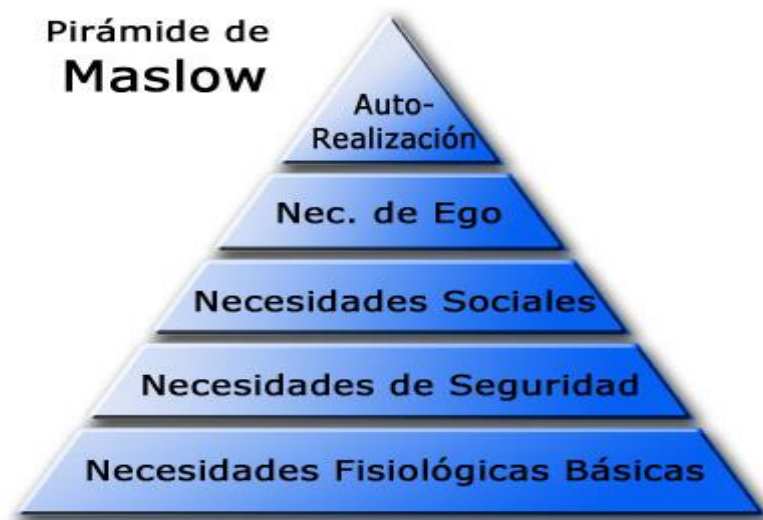 Pirámide de
Maslow
Auto-
Realización
Nec. de Ego
Necesidades Sociales
Necesidades de Seguridad
Necesidades Fisiológicas Básicas